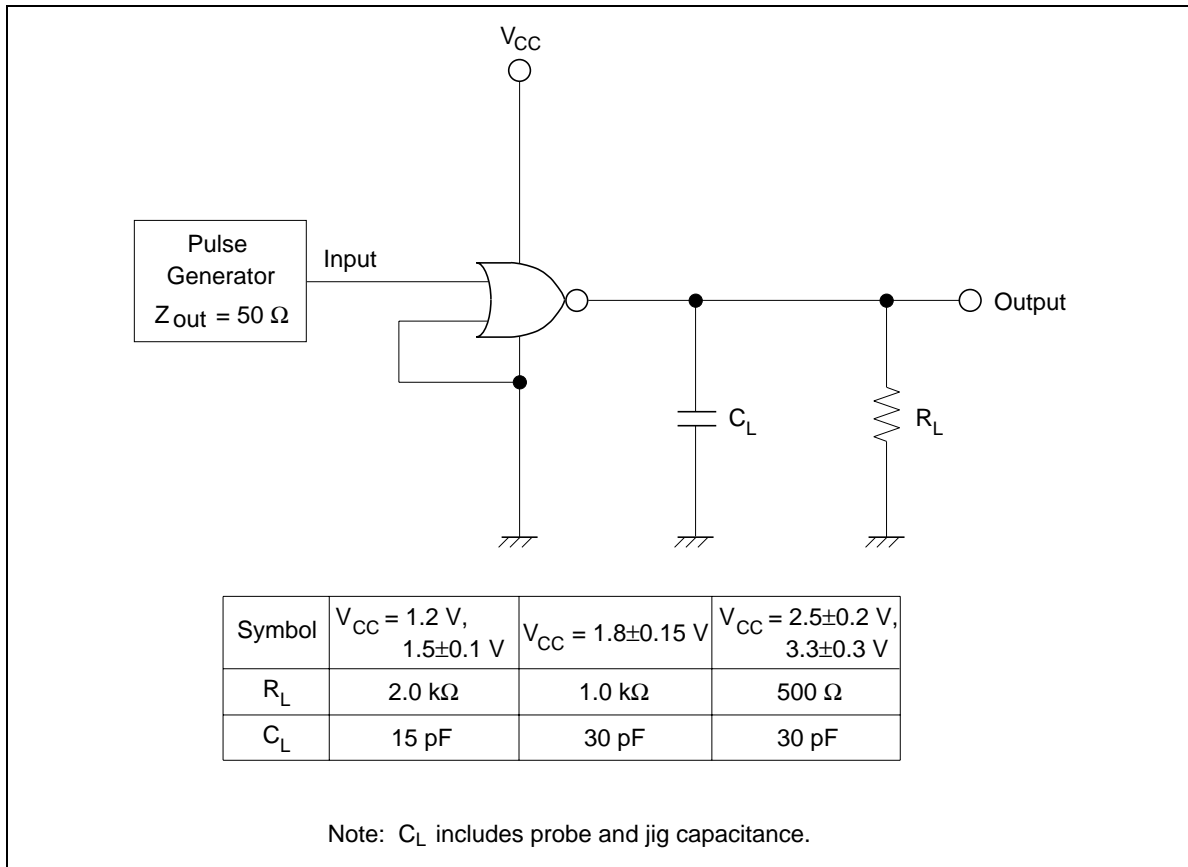 VCC
Pulse
Generator
Zout = 50 Ω
Input
Output
CL
RL
Symbol
VCC = 1.2 V,
1.5±0.1 V
VCC = 1.8±0.15 V
VCC = 2.5±0.2 V,
3.3±0.3 V
RL
2.0 kΩ
1.0 kΩ
500 Ω
CL
15 pF
30 pF
30 pF
Note: CL includes probe and jig capacitance.